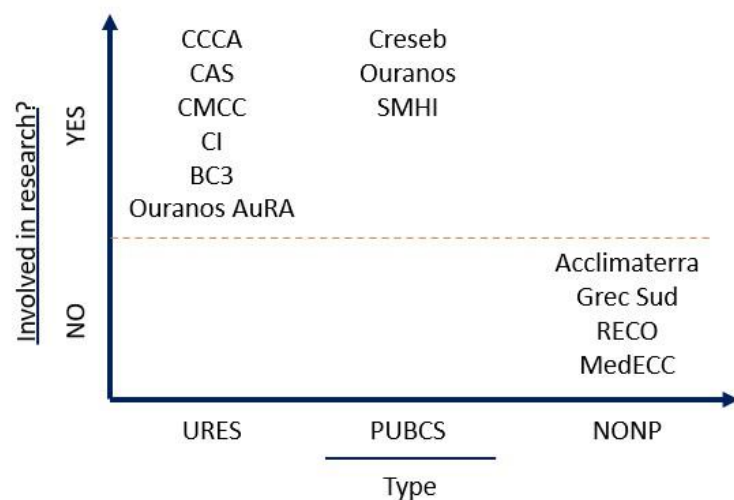 CCCA Creseb
CAS Ouranos
CMCC SMHI
CI
BC3
Ouranos AuRA
Involved in research?
YES
NO
Acclimaterra
Grec Sud
RECO
MedECC
URES PUBCS NONP
Type